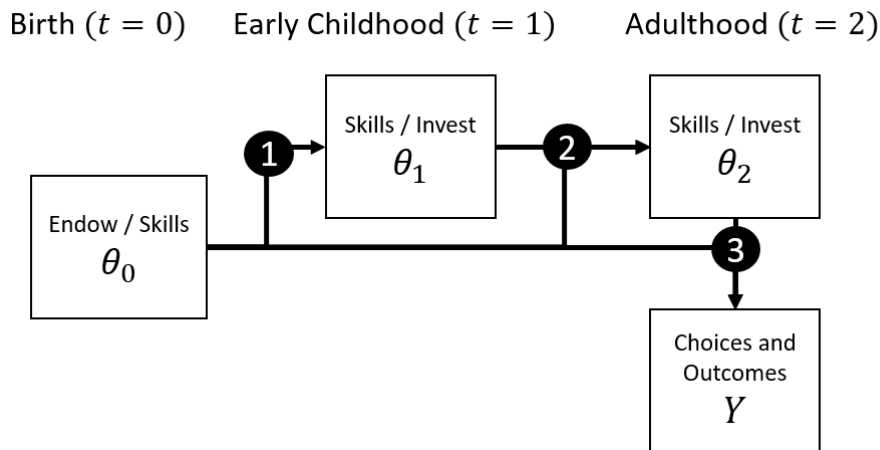 Birth (t = 0) Early Childhood (t = 1) Adulthood (t = 2)
Skills / Invest
θ₁
Skills / Invest
θ₂
1
2
Endow / Skills
θ₀
3
Choices and
Outcomes
Y